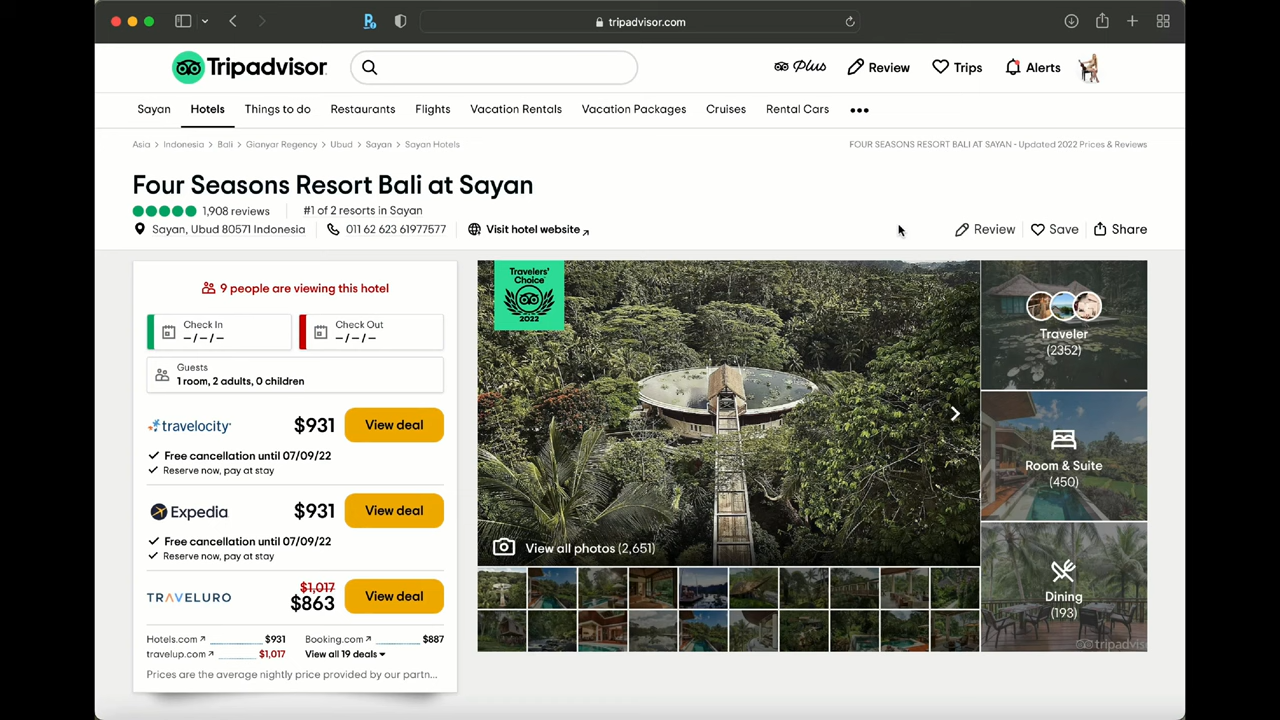 tripadvisor.com
Tripadvisor
Plus
Review
Trips
Alerts
Sayan
Hotels
Things to do
Restaurants
Flights
Vacation Rentals
Vacation Packages
Cruises
Rental Cars
Asia > Indonesia > Bali > Gianyar Regency > Ubud > Sayan > Sayan Hotels
FOUR SEASONS RESORT BALI AT SAYAN - Updated 2022 Prices & Reviews
Four Seasons Resort Bali at Sayan
1,908 reviews
#1 of 2 resorts in Sayan
Sayan, Ubud 80571 Indonesia
011 62 623 61977577
Visit hotel website
Review
Save
Share
9 people are viewing this hotel
Check In
–/–/–
Check Out
–/–/–
Guests
1 room, 2 adults, 0 children
travelocity
$931
View deal
Free cancellation until 07/09/22
Reserve now, pay at stay
Expedia
$931
View deal
Free cancellation until 07/09/22
Reserve now, pay at stay
TRAVELURO
$1,017
$863
View deal
Hotels.com
$931
Booking.com
$887
travelup.com
$1,017
View all 19 deals
Prices are the average nightly price provided by our partn...
Travelers'
Choice
2022
View all photos (2,651)
Traveler
(2352)
Room & Suite
(450)
Dining
(193)
tripadvisor